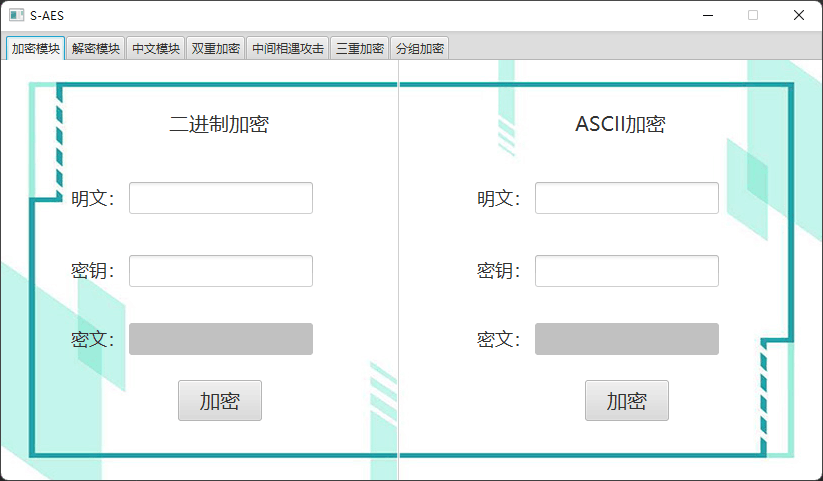 S-AES
加密模块 解密模块 中文模块 双重加密 中间相遇攻击 三重加密 分组加密
二进制加密
明文：
密钥：
密文：
加密
ASCII加密
明文：
密钥：
密文：
加密